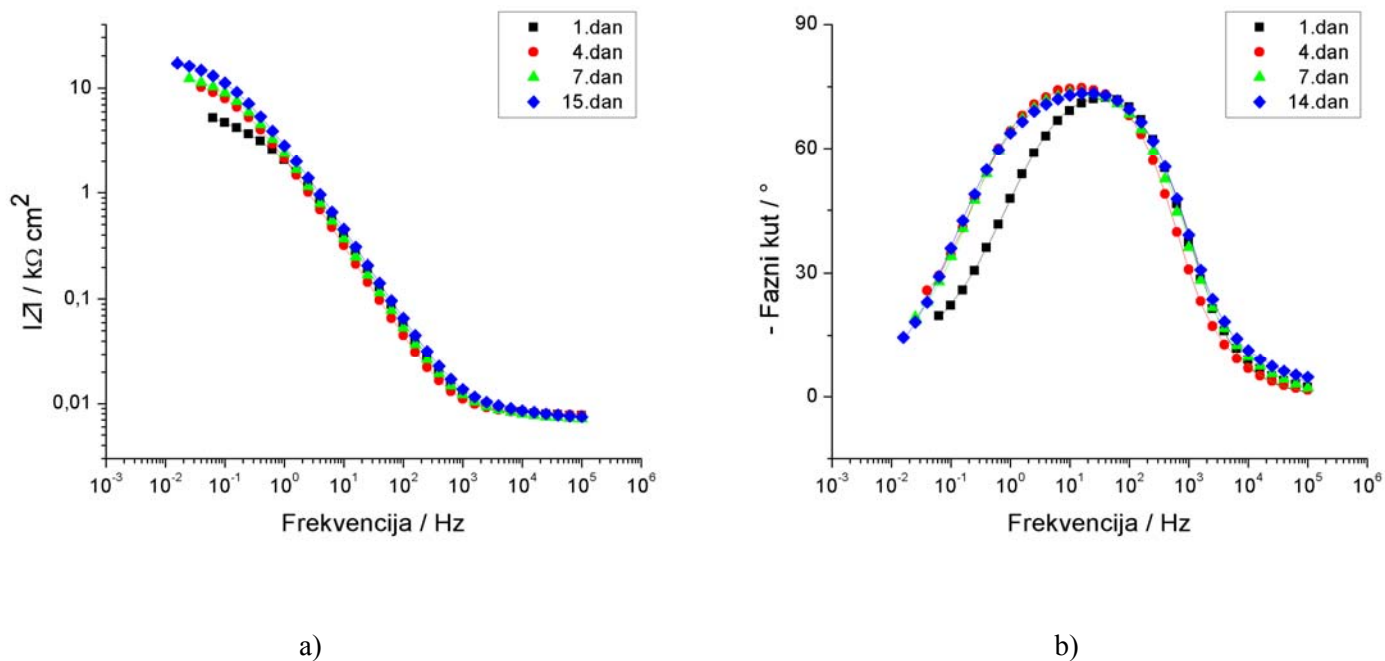 |Z| / kΩ cm²
10
1
0,1
0,01
1.dan
4.dan
7.dan
15.dan
10⁻³ 10⁻² 10⁻¹ 10⁰ 10¹ 10² 10³ 10⁴ 10⁵ 10⁶
Frekvencija / Hz
a)
- Fazni kut / °
90
60
30
0
1.dan
4.dan
7.dan
14.dan
10⁻³ 10⁻² 10⁻¹ 10⁰ 10¹ 10² 10³ 10⁴ 10⁵ 10⁶
Frekvencija / Hz
b)